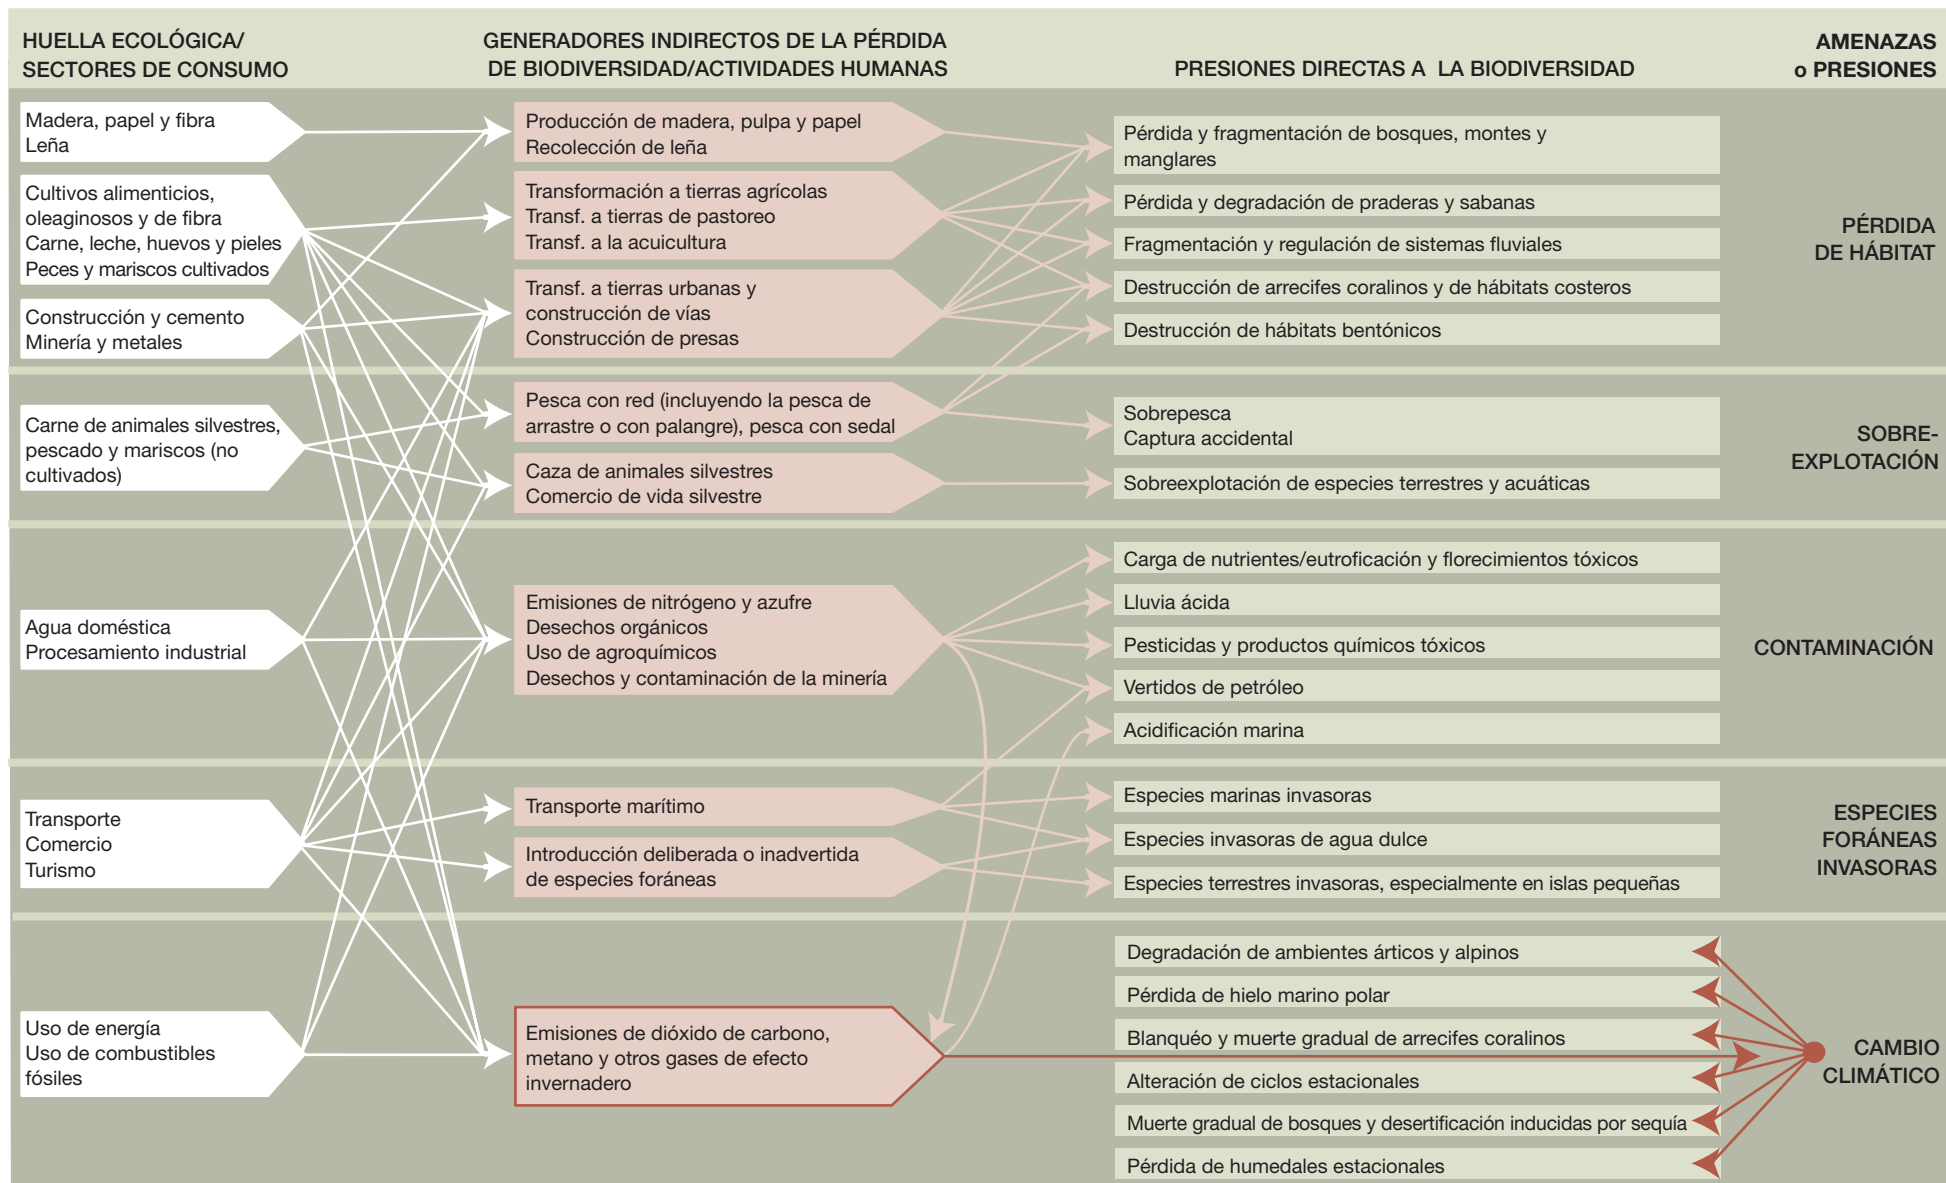 HUELLA ECOLÓGICA/
SECTORES DE CONSUMO
GENERADORES INDIRECTOS DE LA PÉRDIDA
DE BIODIVERSIDAD/ACTIVIDADES HUMANAS
PRESIONES DIRECTAS A LA BIODIVERSIDAD
AMENAZAS
o PRESIONES
Madera, papel y fibra
Leña
Cultivos alimenticios,
oleaginosos y de fibra
Carne, leche, huevos y pieles
Peces y mariscos cultivados
Construcción y cemento
Minería y metales
Producción de madera, pulpa y papel
Recolección de leña
Transformación a tierras agrícolas
Transf. a tierras de pastoreo
Transf. a la acuicultura
Transf. a tierras urbanas y
construcción de vías
Construcción de presas
Pérdida y fragmentación de bosques, montes y
manglares
Pérdida y degradación de praderas y sabanas
Fragmentación y regulación de sistemas fluviales
Destrucción de arrecifes coralinos y de hábitats costeros
Destrucción de hábitats bentónicos
PÉRDIDA
DE HÁBITAT
Carne de animales silvestres,
pescado y mariscos (no
cultivados)
Pesca con red (incluyendo la pesca de
arrastre o con palangre), pesca con sedal
Caza de animales silvestres
Comercio de vida silvestre
Sobrepesca
Captura accidental
Sobreexplotación de especies terrestres y acuáticas
SOBRE-
EXPLOTACIÓN
Agua doméstica
Procesamiento industrial
Emisiones de nitrógeno y azufre
Desechos orgánicos
Uso de agroquímicos
Desechos y contaminación de la minería
Carga de nutrientes/eutroficación y florecimientos tóxicos
Lluvia ácida
Pesticidas y productos químicos tóxicos
Vertidos de petróleo
Acidificación marina
CONTAMINACIÓN
Transporte
Comercio
Turismo
Transporte marítimo
Introducción deliberada o inadvertida
de especies foráneas
Especies marinas invasoras
Especies invasoras de agua dulce
Especies terrestres invasoras, especialmente en islas pequeñas
ESPECIES
FORÁNEAS
INVASORAS
Uso de energía
Uso de combustibles
fósiles
Emisiones de dióxido de carbono,
metano y otros gases de efecto
invernadero
Degradación de ambientes árticos y alpinos
Pérdida de hielo marino polar
Blanquéo y muerte gradual de arrecifes coralinos
Alteración de ciclos estacionales
Muerte gradual de bosques y desertificación inducidas por sequía
Pérdida de humedales estacionales
CAMBIO
CLIMÁTICO